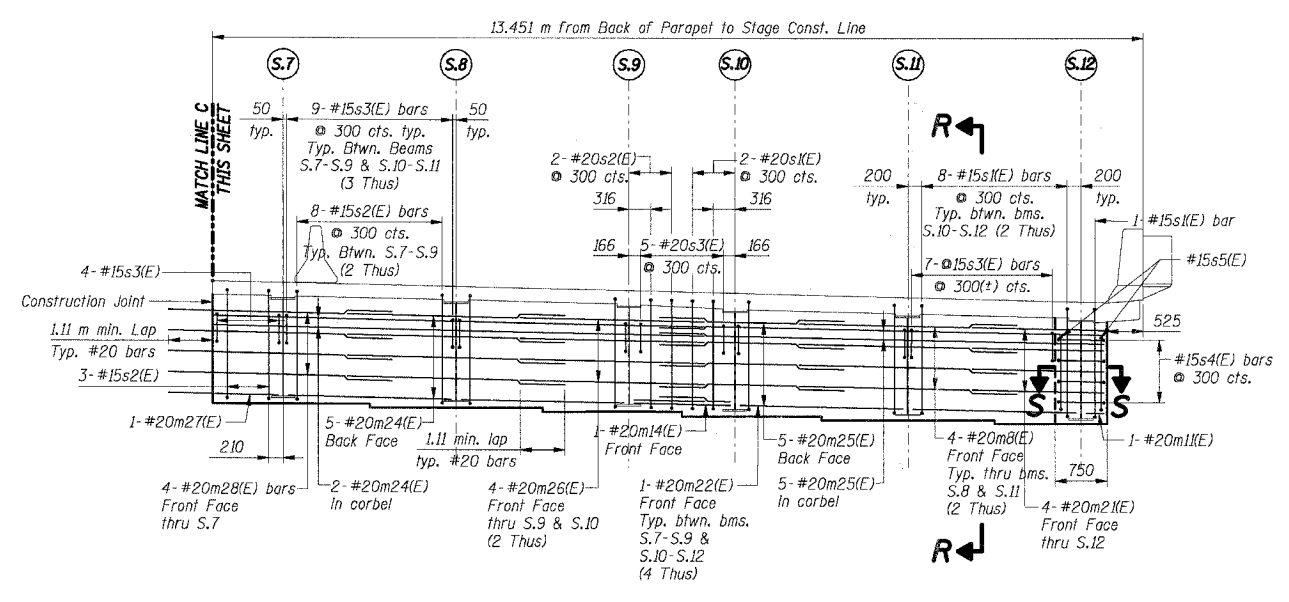 13.451 m from Back of Parapet to Stage Const. Line
S.7
S.8
S.9
S.10
S.11
S.12
MATCH LINE C
THIS SHEET
50
typ.
9-#15s3(E) bars
@ 300 cts. typ.
Typ. Btwn. Beams
S.7-S.9 & S.10-S.11
(3 Thus)
50
typ.
8-#15s2(E) bars
@ 300 cts.
Typ. Btwn. S.7-S.9
(2 Thus)
2-#20s2(E)
@ 300 cts.
316
2-#20s1(E)
@ 300 cts.
316
166
5-#20s3(E)
@ 300 cts.
166
R
200
typ.
8-#15s1(E) bars
@ 300 cts.
Typ. btwn. bms.
S.10-S.12 (2 Thus)
200
typ.
1-#15s1(E) bar
#15s5(E)
7-@15s3(E) bars
@300(±) cts.
4-#15s3(E)
Construction Joint
1.11 m min. Lap
Typ. #20 bars
3-#15s2(E)
525
#15s4(E) bars
@ 300 cts.
S
S
1-#20m27(E)
210
5-#20m24(E)
Back Face
1.11 min. lap
typ. #20 bars
1-#20m14(E)
Front Face
5-#20m25(E)
Back Face
4-#20m8(E)
Front Face
Typ. thru bms.
S.8 & S.11
(2 Thus)
1-#20m11(E)
750
4-#20m28(E) bars
Front Face
thru S.7
2-#20m24(E)
in corbel
4-#20m26(E)
Front Face
thru S.9 & S.10
(2 Thus)
1-#20m22(E)
Front Face
Typ. btwn. bms.
S.7-S.9 &
S.10-S.12
(4 Thus)
5-#20m25(E)
in corbel
4-#20m21(E)
Front Face
thru S.12
R